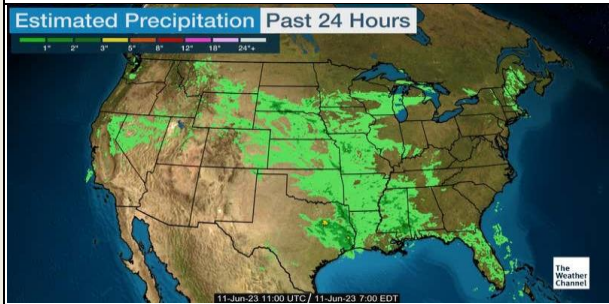 Estimated Precipitation Past 24 Hours
1" 2" 3" 5" 8" 12" 18" 24"+
The
Weather
Channel
11-Jun-23 11:00 UTC / 11-Jun-23 7:00 EDT